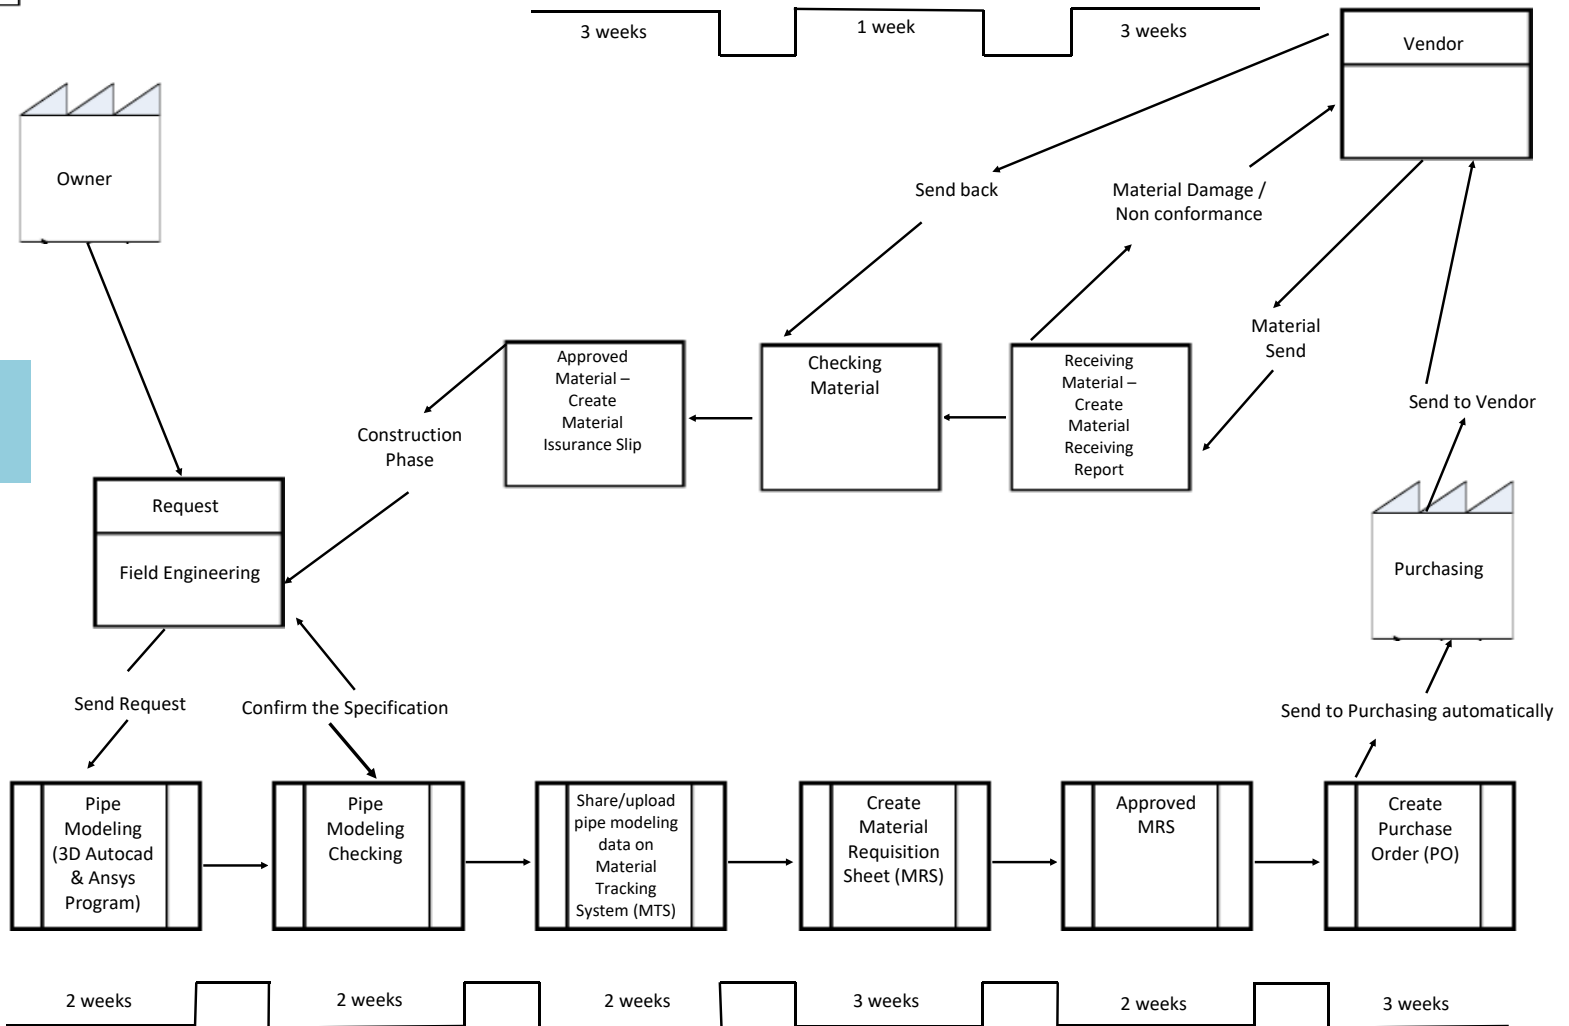 3 weeks
1 week
3 weeks
Vendor
Owner
Send back
Material Damage /
Non conformance
Material
Send
Approved
Material –
Create
Material
Issurance Slip
Checking
Material
Receiving
Material –
Create
Material
Receiving
Report
Send to Vendor
Construction
Phase
Request
Field Engineering
Purchasing
Send Request
Confirm the Specification
Send to Purchasing automatically
Pipe
Modeling
(3D Autocad
& Ansys
Program)
Pipe
Modeling
Checking
Share/upload
pipe modeling
data on
Material
Tracking
System (MTS)
Create
Material
Requisition
Sheet (MRS)
Approved
MRS
Create
Purchase
Order (PO)
2 weeks
2 weeks
2 weeks
3 weeks
2 weeks
3 weeks